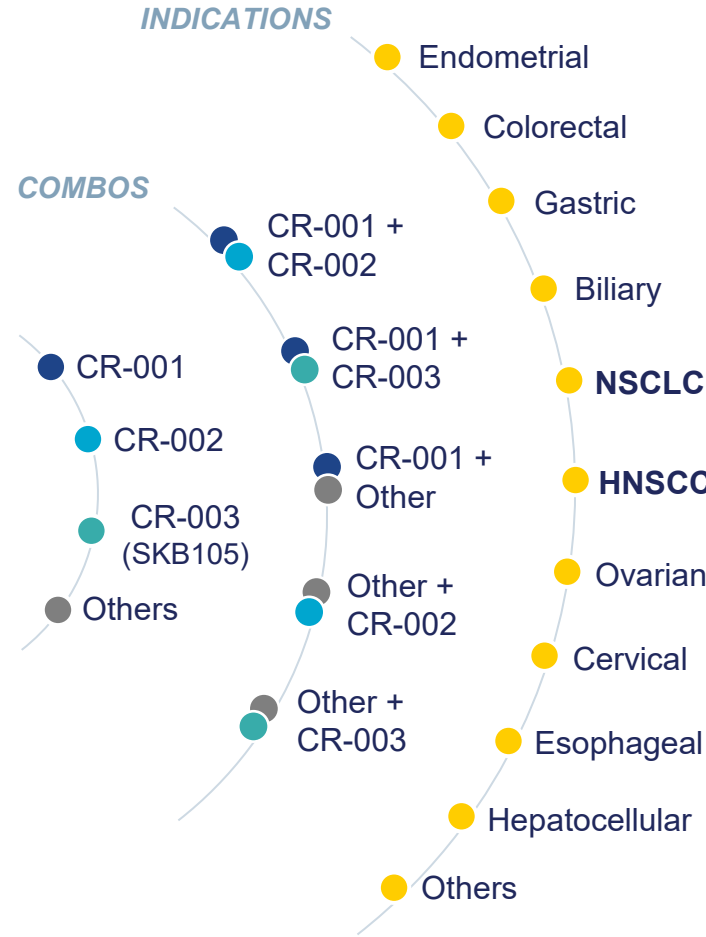 INDICATIONS
Endometrial
Colorectal
Gastric
Biliary
NSCLC
HNSCC
Ovarian
Cervical
Esophageal
Hepatocellular
Others
COMBOS
CR-001 +
CR-002
CR-001 +
CR-003
CR-001 +
Other
Other +
CR-002
Other +
CR-003
CR-001
CR-002
CR-003
(SKB105)
Others